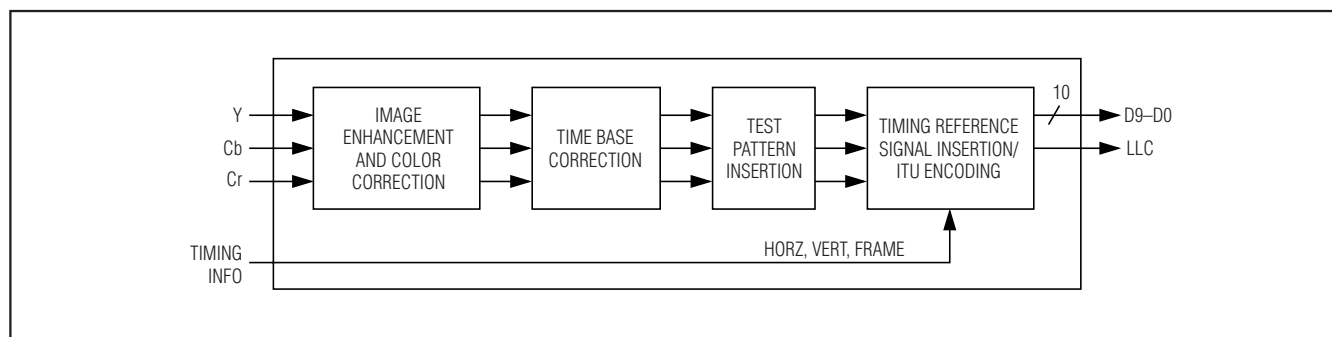 Y
Cb
Cr
TIMING
INFO
IMAGE
ENHANCEMENT
AND COLOR
CORRECTION
TIME BASE
CORRECTION
TEST
PATTERN
INSERTION
TIMING REFERENCE
SIGNAL INSERTION/
ITU ENCODING
HORZ, VERT, FRAME
10
D9–D0
LLC